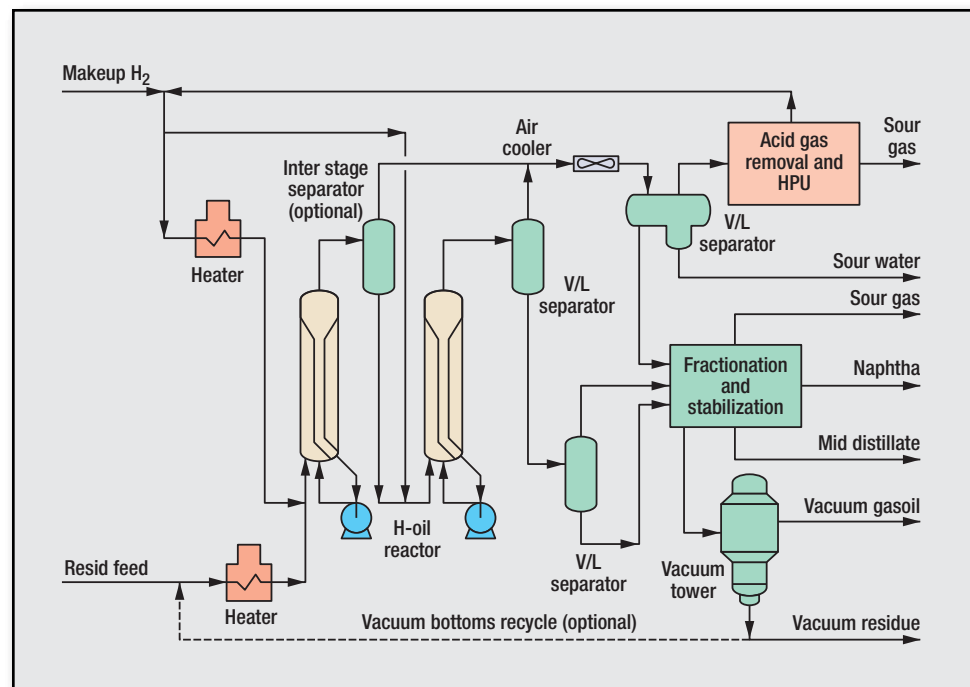 Makeup H₂
Air
cooler
Acid gas
removal and
HPU
Sour
gas
Inter stage
separator
(optional)
V/L
separator
Heater
Sour water
V/L
separator
Sour gas
Fractionation
and
stabilization
Naphtha
Mid distillate
H-oil
reactor
Vacuum gasoil
Resid feed
V/L
separator
Vacuum
tower
Heater
Vacuum bottoms recycle (optional)
Vacuum residue